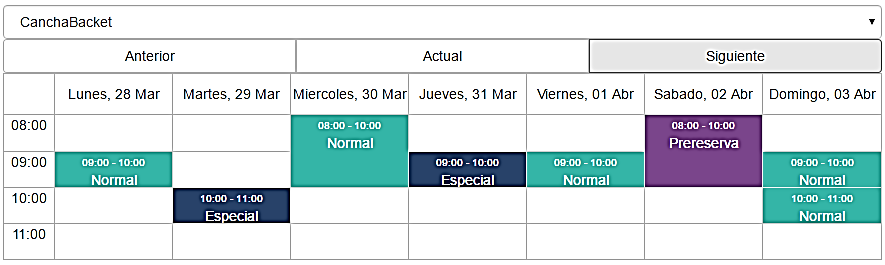 CanchaBacket
Anterior Actual Siguiente
Lunes, 28 Mar Martes, 29 Mar Miercoles, 30 Mar Jueves, 31 Mar Viernes, 01 Abr Sabado, 02 Abr Domingo, 03 Abr
08:00 08:00 - 10:00 08:00 - 10:00
Normal Prereserva
09:00 09:00 - 10:00 09:00 - 10:00 09:00 - 10:00 09:00 - 10:00
Normal Especial Normal Normal
10:00 10:00 - 11:00 10:00 - 11:00
Especial Normal
11:00